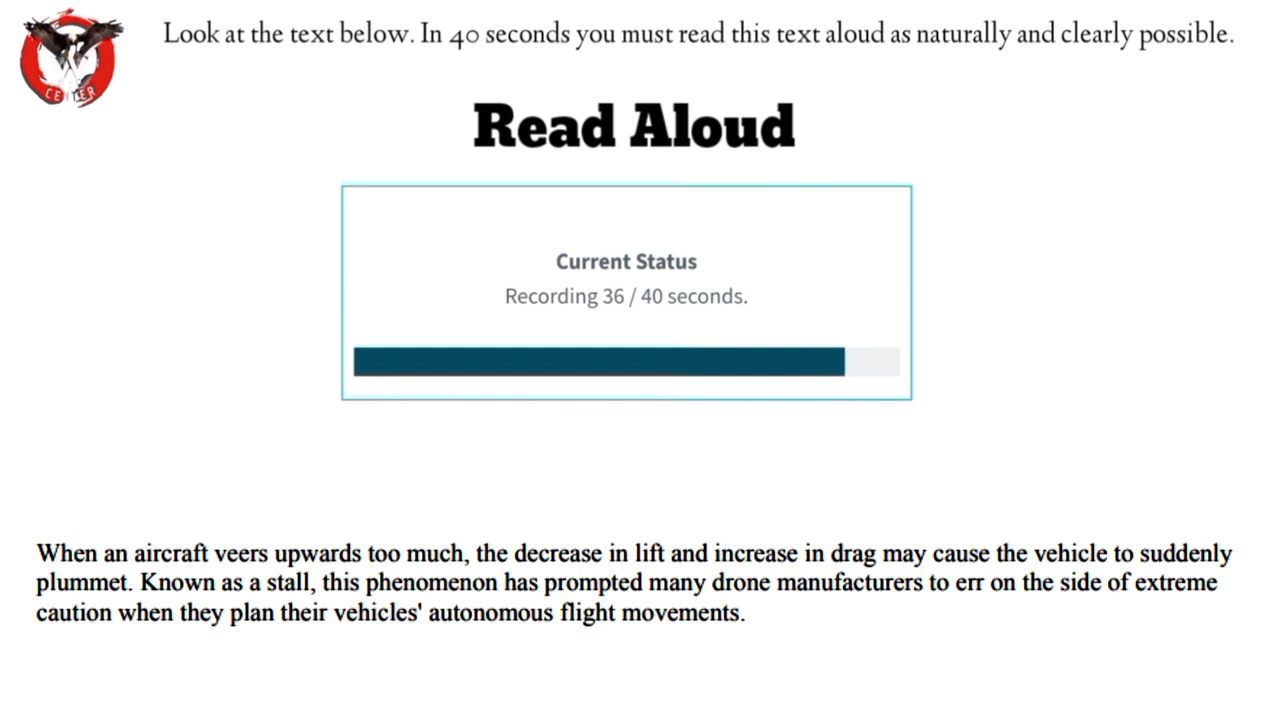 Look at the text below. In 40 seconds you must read this text aloud as naturally and clearly possible.
CENTER
Read Aloud
Current Status
Recording 36 / 40 seconds.
When an aircraft veers upwards too much, the decrease in lift and increase in drag may cause the vehicle to suddenly
plummet. Known as a stall, this phenomenon has prompted many drone manufacturers to err on the side of extreme
caution when they plan their vehicles' autonomous flight movements.